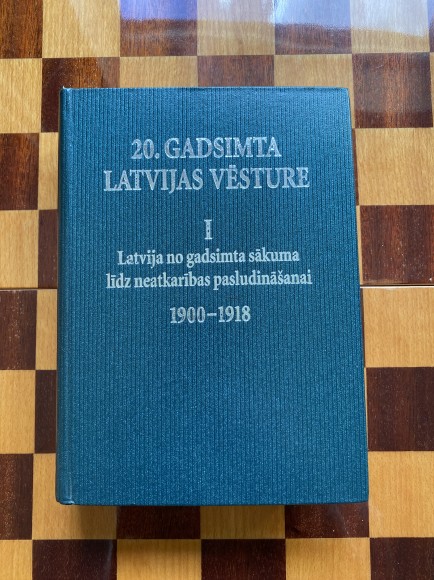 20. GADSIMTA
LATVIJAS VĒSTURE
I
Latvija no gadsimta sākuma
līdz neatkarības pasludināšanai
1900–1918